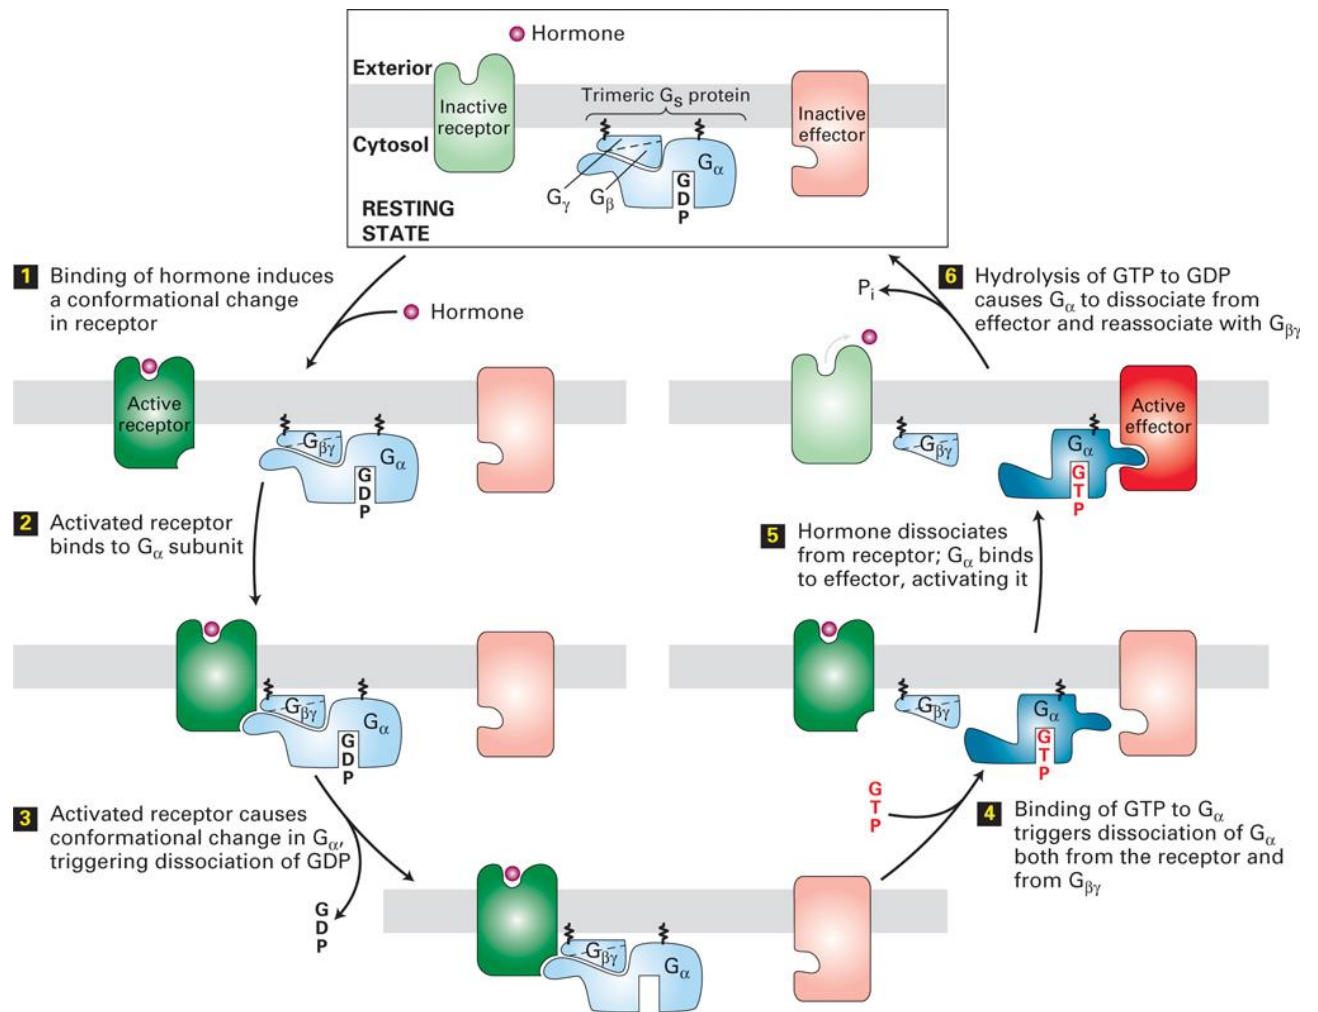 Hormone
Exterior
Trimeric Gs protein
Inactive
receptor
Inactive
effector
Cytosol
Gα
Gγ
Gβ
G
D
P
RESTING
STATE
1 Binding of hormone induces
a conformational change
in receptor
Hormone
Active
receptor
Gβγ
Gα
G
D
P
2 Activated receptor
binds to Gα subunit
Gβγ
Gα
G
D
P
3 Activated receptor causes
conformational change in Gα,
triggering dissociation of GDP
G
D
P
Gβγ
Gα
G
T
P
4 Binding of GTP to Gα
triggers dissociation of Gα
both from the receptor and
from Gβγ
Gβγ
Gα
G
T
P
5 Hormone dissociates
from receptor; Gα binds
to effector, activating it
Gβγ
Gα
G
T
P
Active
effector
Pi
6 Hydrolysis of GTP to GDP
causes Gα to dissociate from
effector and reassociate with Gβγ